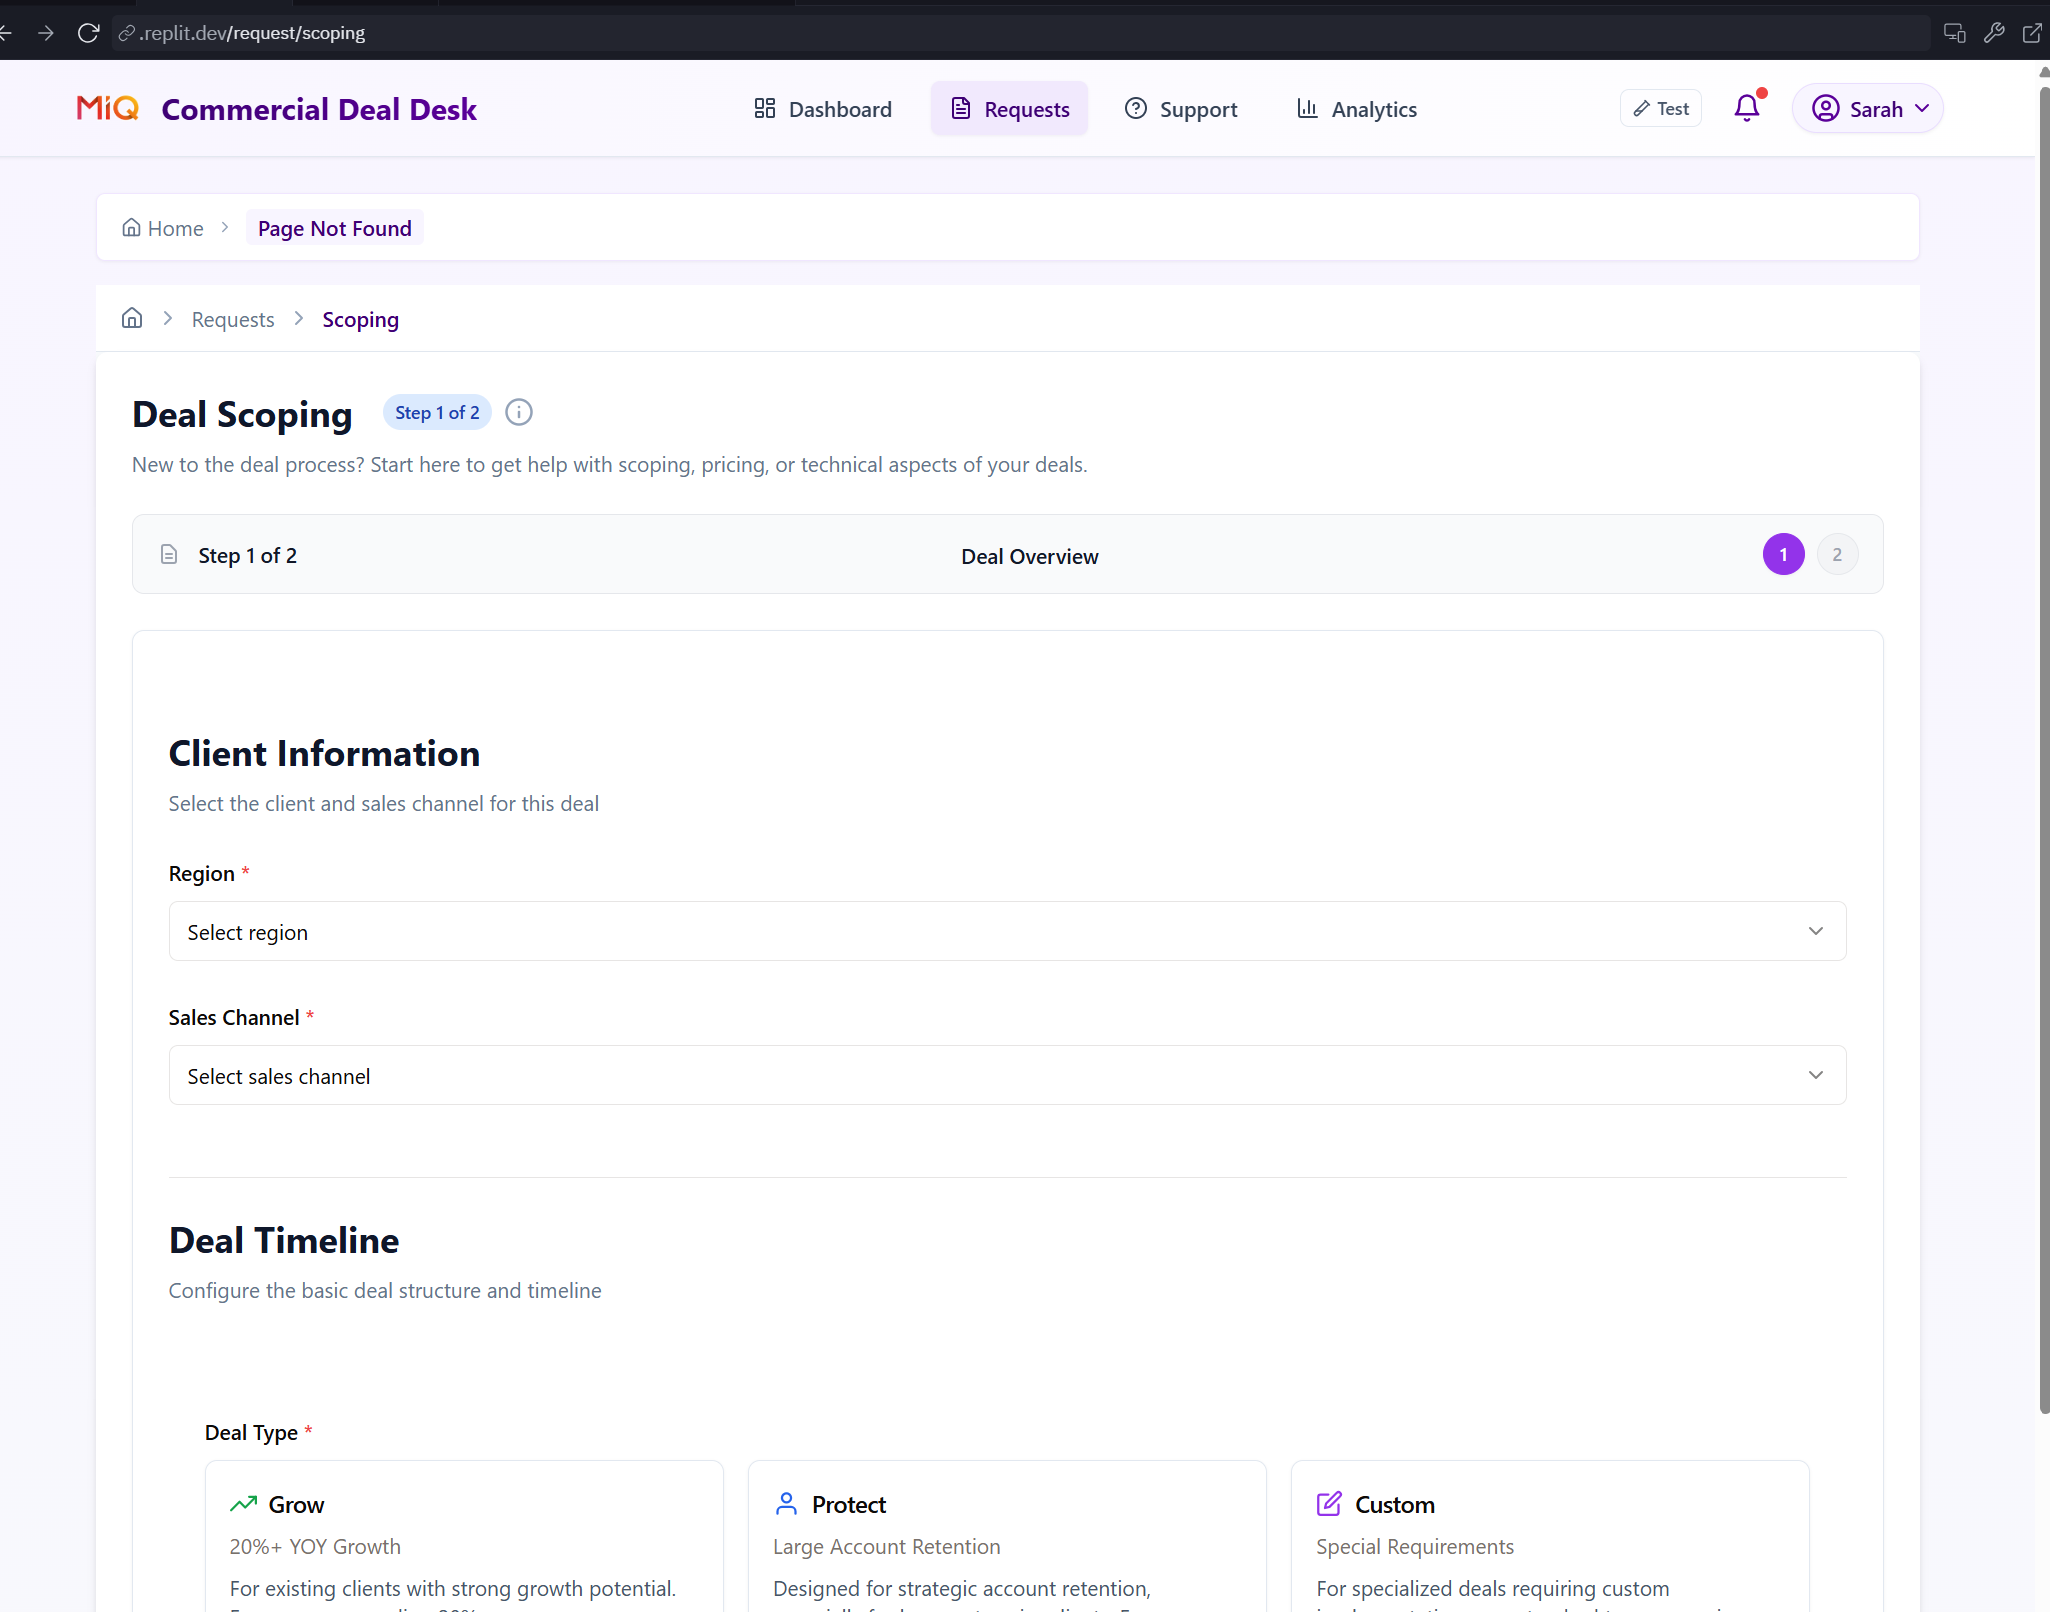 .replit.dev/request/scoping
MiQ Commercial Deal Desk
Dashboard
Requests
Support
Analytics
Test
Sarah
Home
Page Not Found
Requests
Scoping
Deal Scoping
Step 1 of 2
New to the deal process? Start here to get help with scoping, pricing, or technical aspects of your deals.
Step 1 of 2
Deal Overview
1
2
Client Information
Select the client and sales channel for this deal
Region *
Select region
Sales Channel *
Select sales channel
Deal Timeline
Configure the basic deal structure and timeline
Deal Type *
Grow
20%+ YOY Growth
For existing clients with strong growth potential.
Protect
Large Account Retention
Designed for strategic account retention,
Custom
Special Requirements
For specialized deals requiring custom